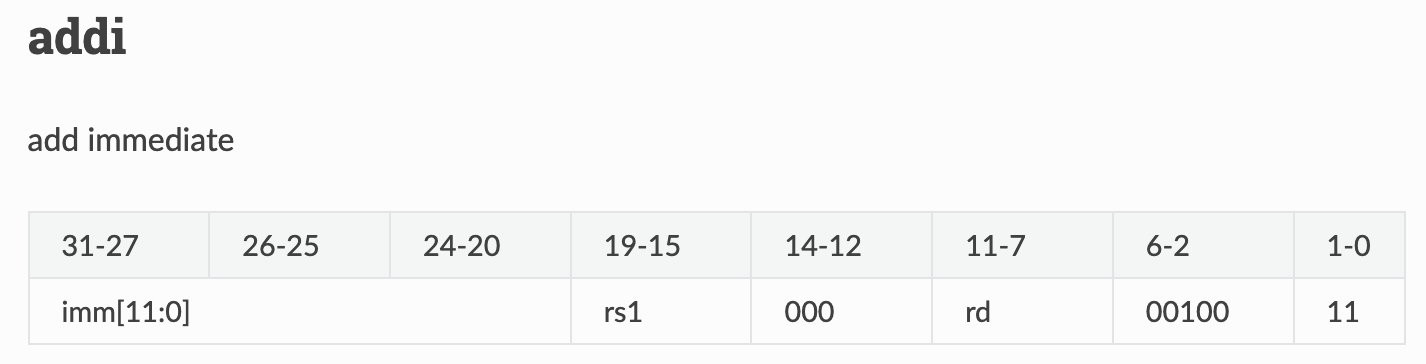 addi
add immediate
31-27 26-25 24-20 19-15 14-12 11-7 6-2 1-0
imm[11:0] rs1 000 rd 00100 11